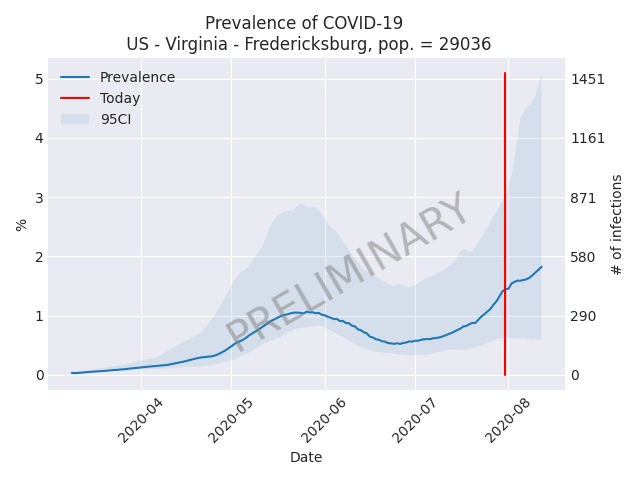 Prevalence of COVID-19
US - Virginia - Fredericksburg, pop. = 29036
Prevalence
Today
95CI
5
4
3
2
1
0
%
1451
1161
871
580
290
0
# of infections
PRELIMINARY
2020-04
2020-05
2020-06
2020-07
2020-08
Date